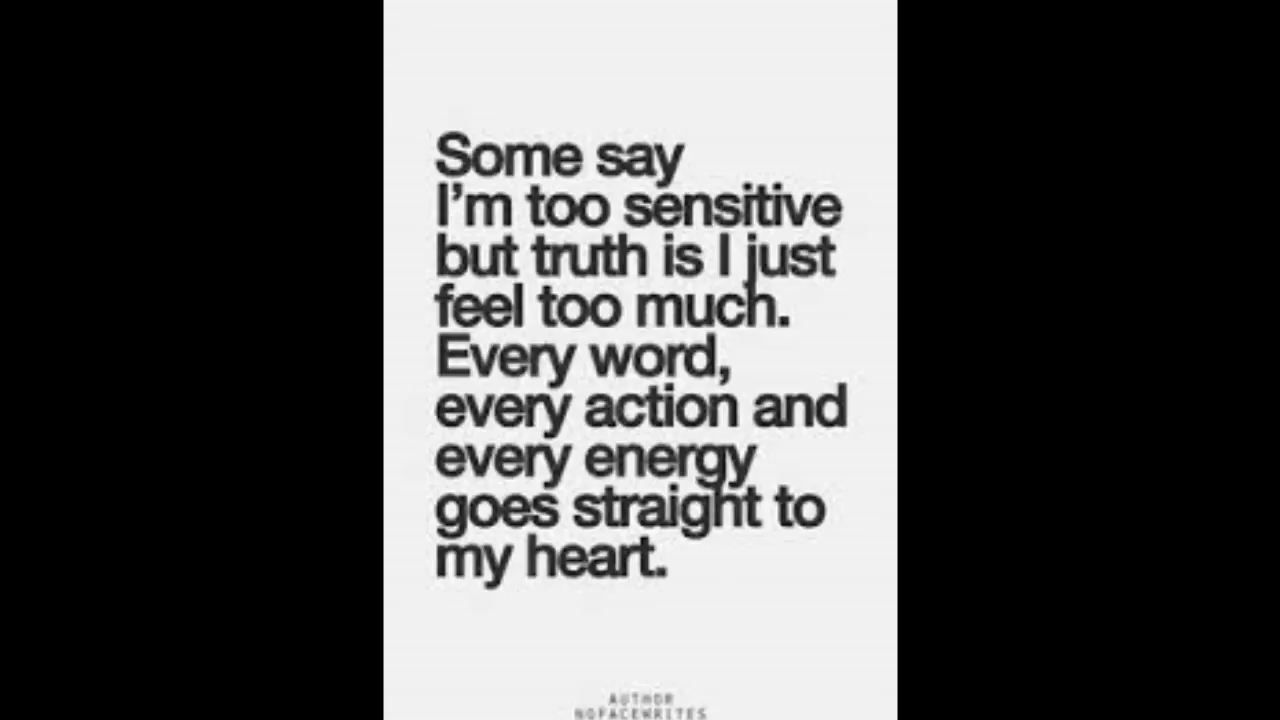 Some say
I’m too sensitive
but truth is I just
feel too much.
Every word,
every action and
every energy
goes straight to
my heart.
AUTHOR
NOFACEWRITES